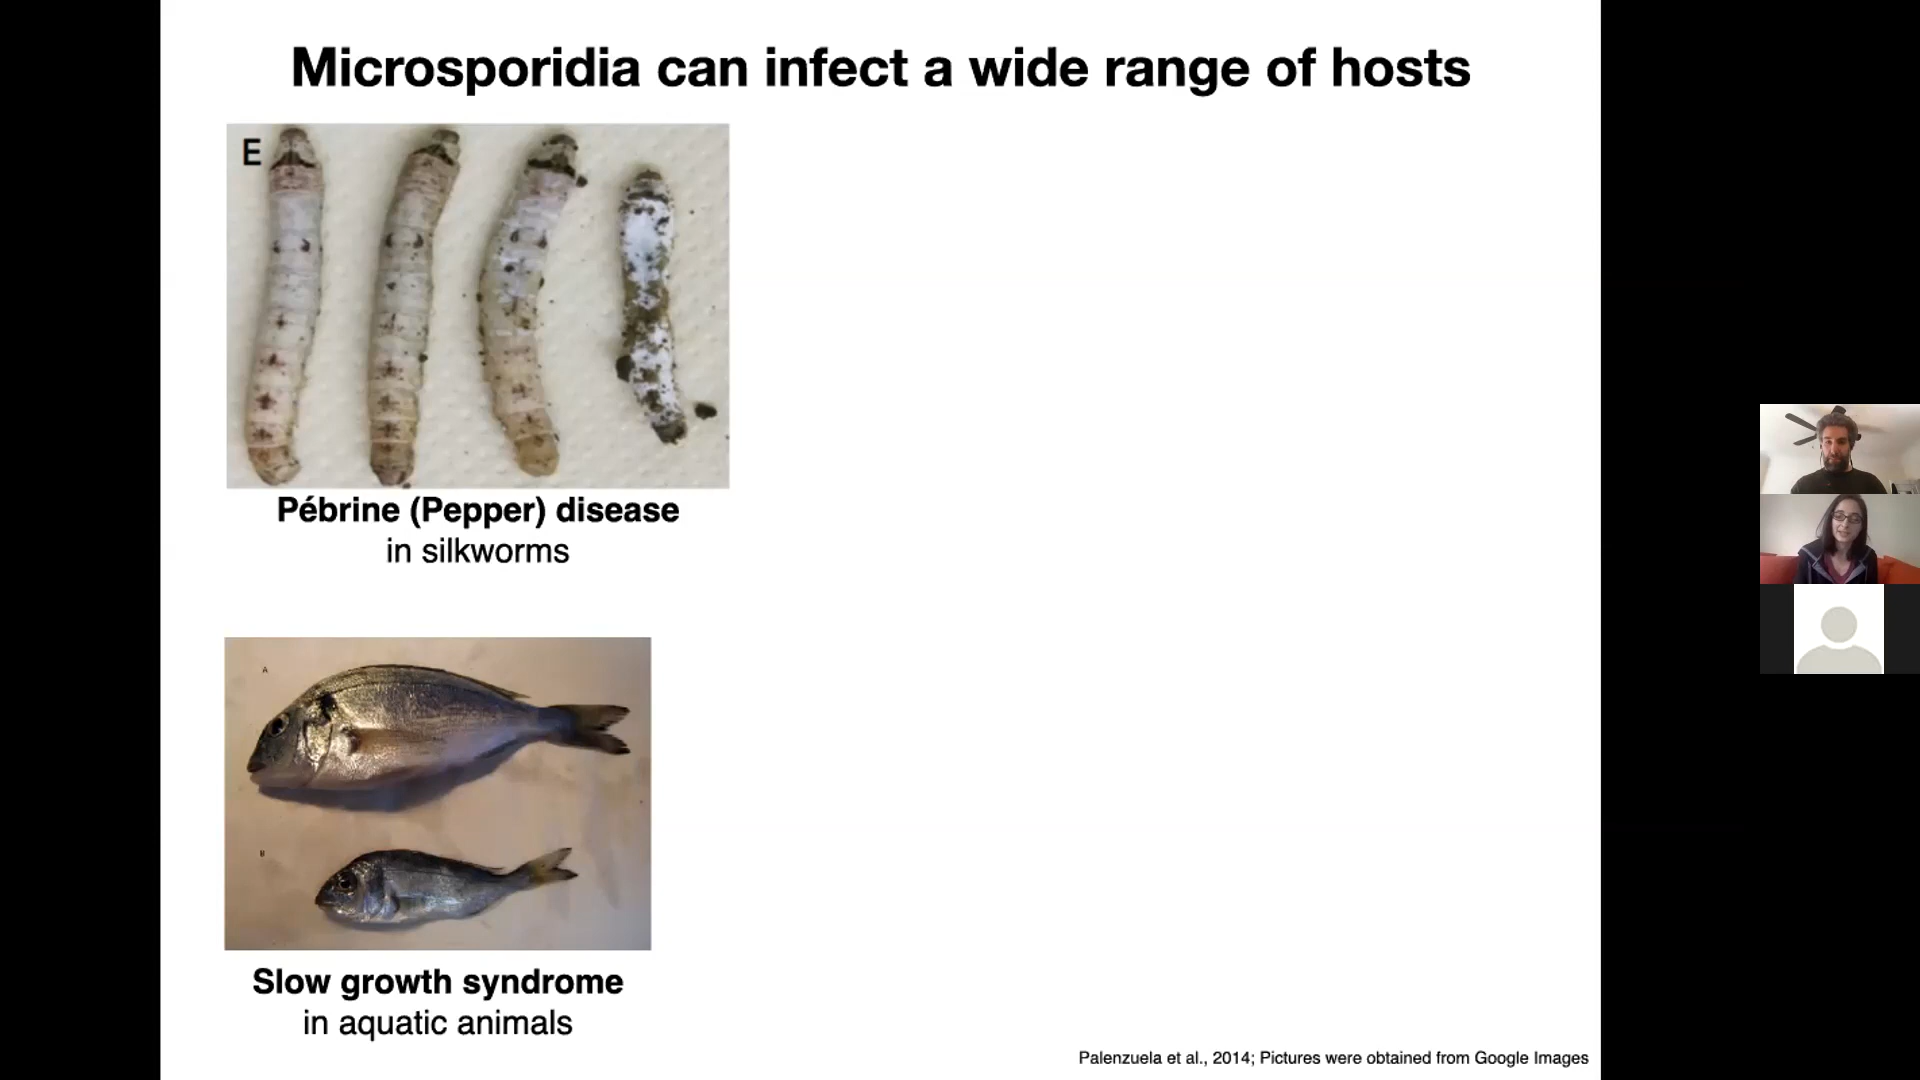 Microsporidia can infect a wide range of hosts
E
Pébrine (Pepper) disease
in silkworms
A
B
Slow growth syndrome
in aquatic animals
Palenzuela et al., 2014; Pictures were obtained from Google Images